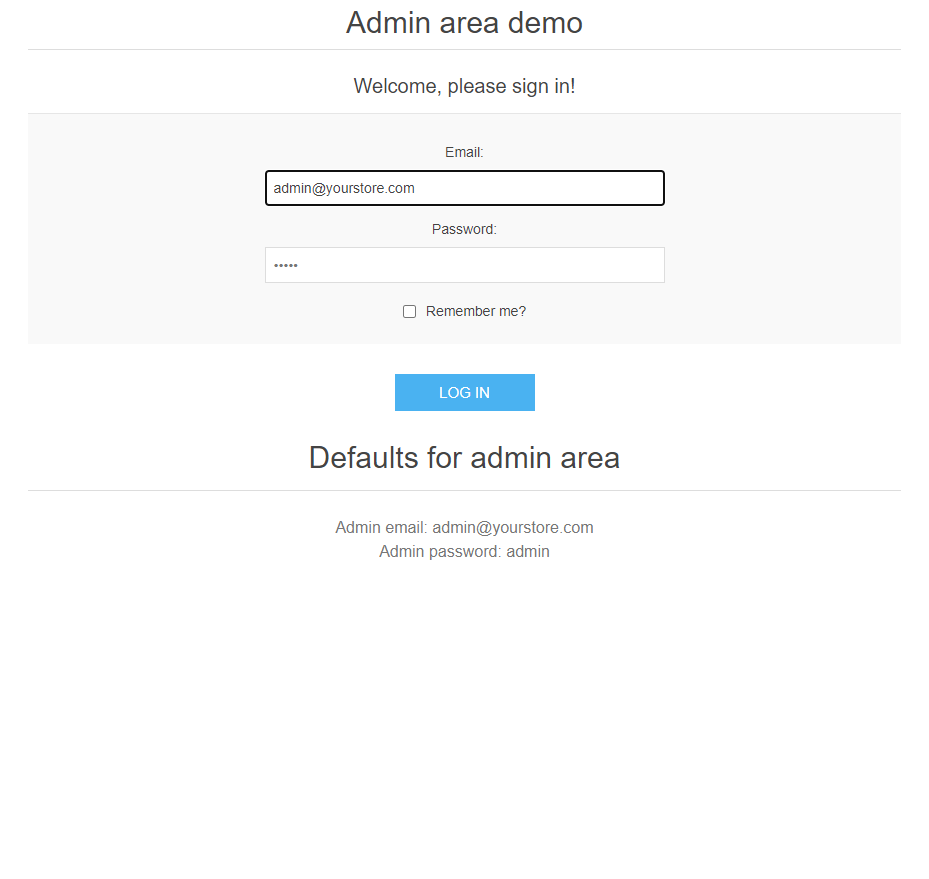 Admin area demo
Welcome, please sign in!
Email:
admin@yourstore.com
Password:
•••••
Remember me?
LOG IN
Defaults for admin area
Admin email: admin@yourstore.com
Admin password: admin